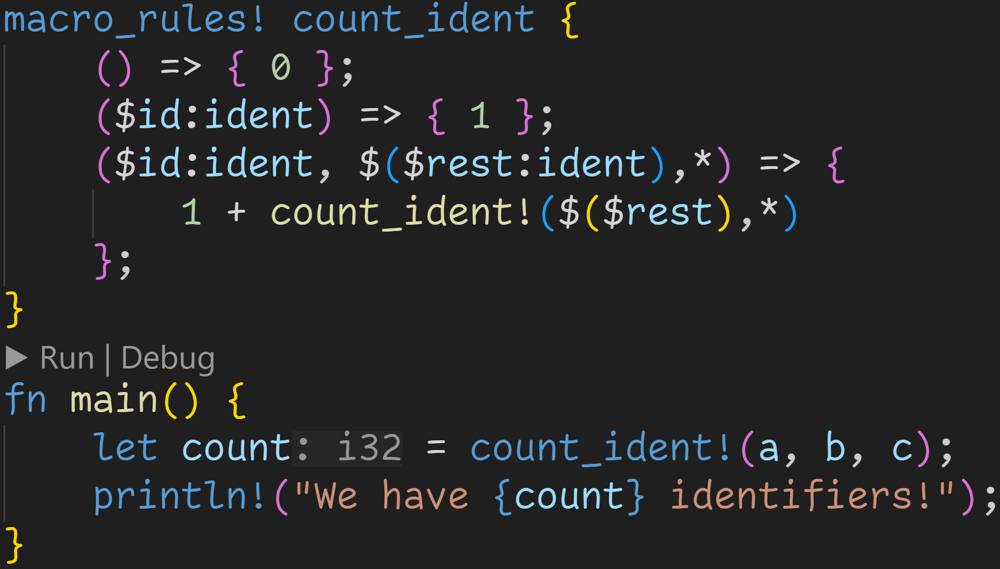 macro_rules! count_ident {
    () => { 0 };
    ($id:ident) => { 1 };
    ($id:ident, $($rest:ident),*) => {
        1 + count_ident!($($rest),*)
    };
}
▶ Run | Debug
fn main() {
    let count: i32 = count_ident!(a, b, c);
    println!("We have {count} identifiers!");
}